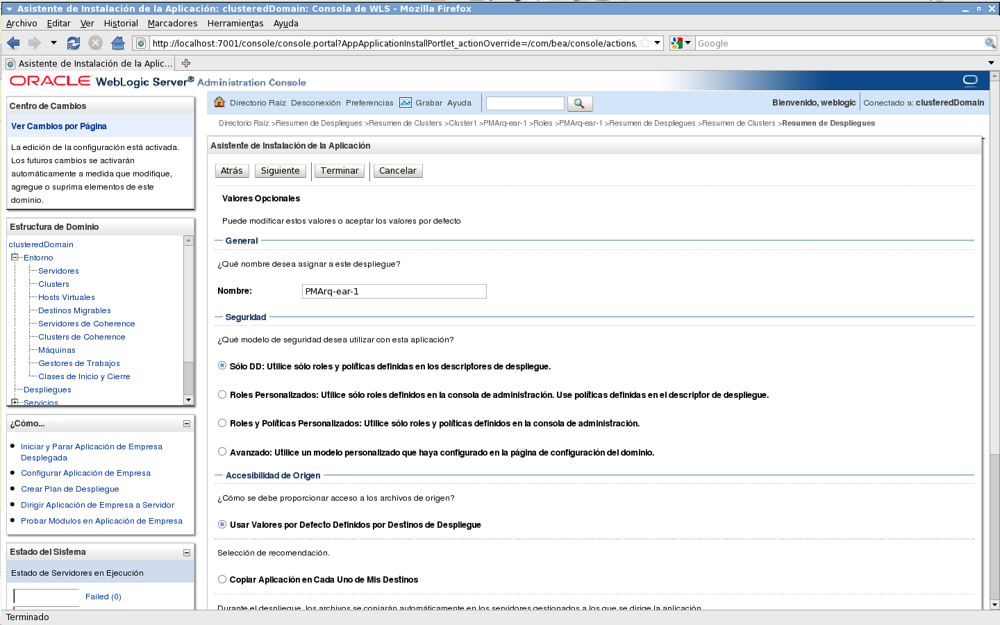 Asistente de Instalación de la Aplicación: clusteredDomain: Consola de WLS - Mozilla Firefox
Archivo Editar Ver Historial Marcadores Herramientas Ayuda
http://localhost:7001/console/console.portal?AppApplicationInstallPortlet_actionOverride=/com/bea/console/actions,
Google
Asistente de Instalación de la Aplic...
ORACLE WebLogic Server® Administration Console
Centro de Cambios
Ver Cambios por Página
La edición de la configuración está activada.
Los futuros cambios se activarán
automáticamente a medida que modifique,
agregue o suprima elementos de este
dominio.
Estructura de Dominio
clusteredDomain
Entorno
Servidores
Clusters
Hosts Virtuales
Destinos Migrables
Servidores de Coherence
Clusters de Coherence
Máquinas
Gestores de Trabajos
Clases de Inicio y Cierre
Despliegues
Servicios
¿Cómo...
Iniciar y Parar Aplicación de Empresa
Desplegada
Configurar Aplicación de Empresa
Crear Plan de Despliegue
Dirigir Aplicación de Empresa a Servidor
Probar Módulos en Aplicación de Empresa
Estado del Sistema
Estado de Servidores en Ejecución
Failed (0)
Directorio Raíz Desconexión Preferencias Grabar Ayuda
Bienvenido, weblogic Conectado a: clusteredDomain
Directorio Raíz >Resumen de Despliegues >Resumen de Clusters >Cluster1 >PMArq-ear-1 >Roles >PMArq-ear-1 >Resumen de Despliegues >Resumen de Clusters >Resumen de Despliegues
Asistente de Instalación de la Aplicación
Atrás Siguiente Terminar Cancelar
Valores Opcionales
Puede modificar estos valores o aceptar los valores por defecto
General
¿Qué nombre desea asignar a este despliegue?
Nombre: PMArq-ear-1
Seguridad
¿Qué modelo de seguridad desea utilizar con esta aplicación?
Sólo DD: Utilice sólo roles y políticas definidas en los descriptores de despliegue.
Roles Personalizados: Utilice sólo roles definidos en la consola de administración. Use políticas definidas en el descriptor de despliegue.
Roles y Políticas Personalizados: Utilice sólo roles y políticas definidos en la consola de administración.
Avanzado: Utilice un modelo personalizado que haya configurado en la página de configuración del dominio.
Accesibilidad de Origen
¿Cómo se debe proporcionar acceso a los archivos de origen?
Usar Valores por Defecto Definidos por Destinos de Despliegue
Selección de recomendación.
Copiar Aplicación en Cada Uno de Mis Destinos
Durante el despliegue, los archivos se copiarán automáticamente en los servidores gestionados a los que se dirige la aplicación.
Terminado